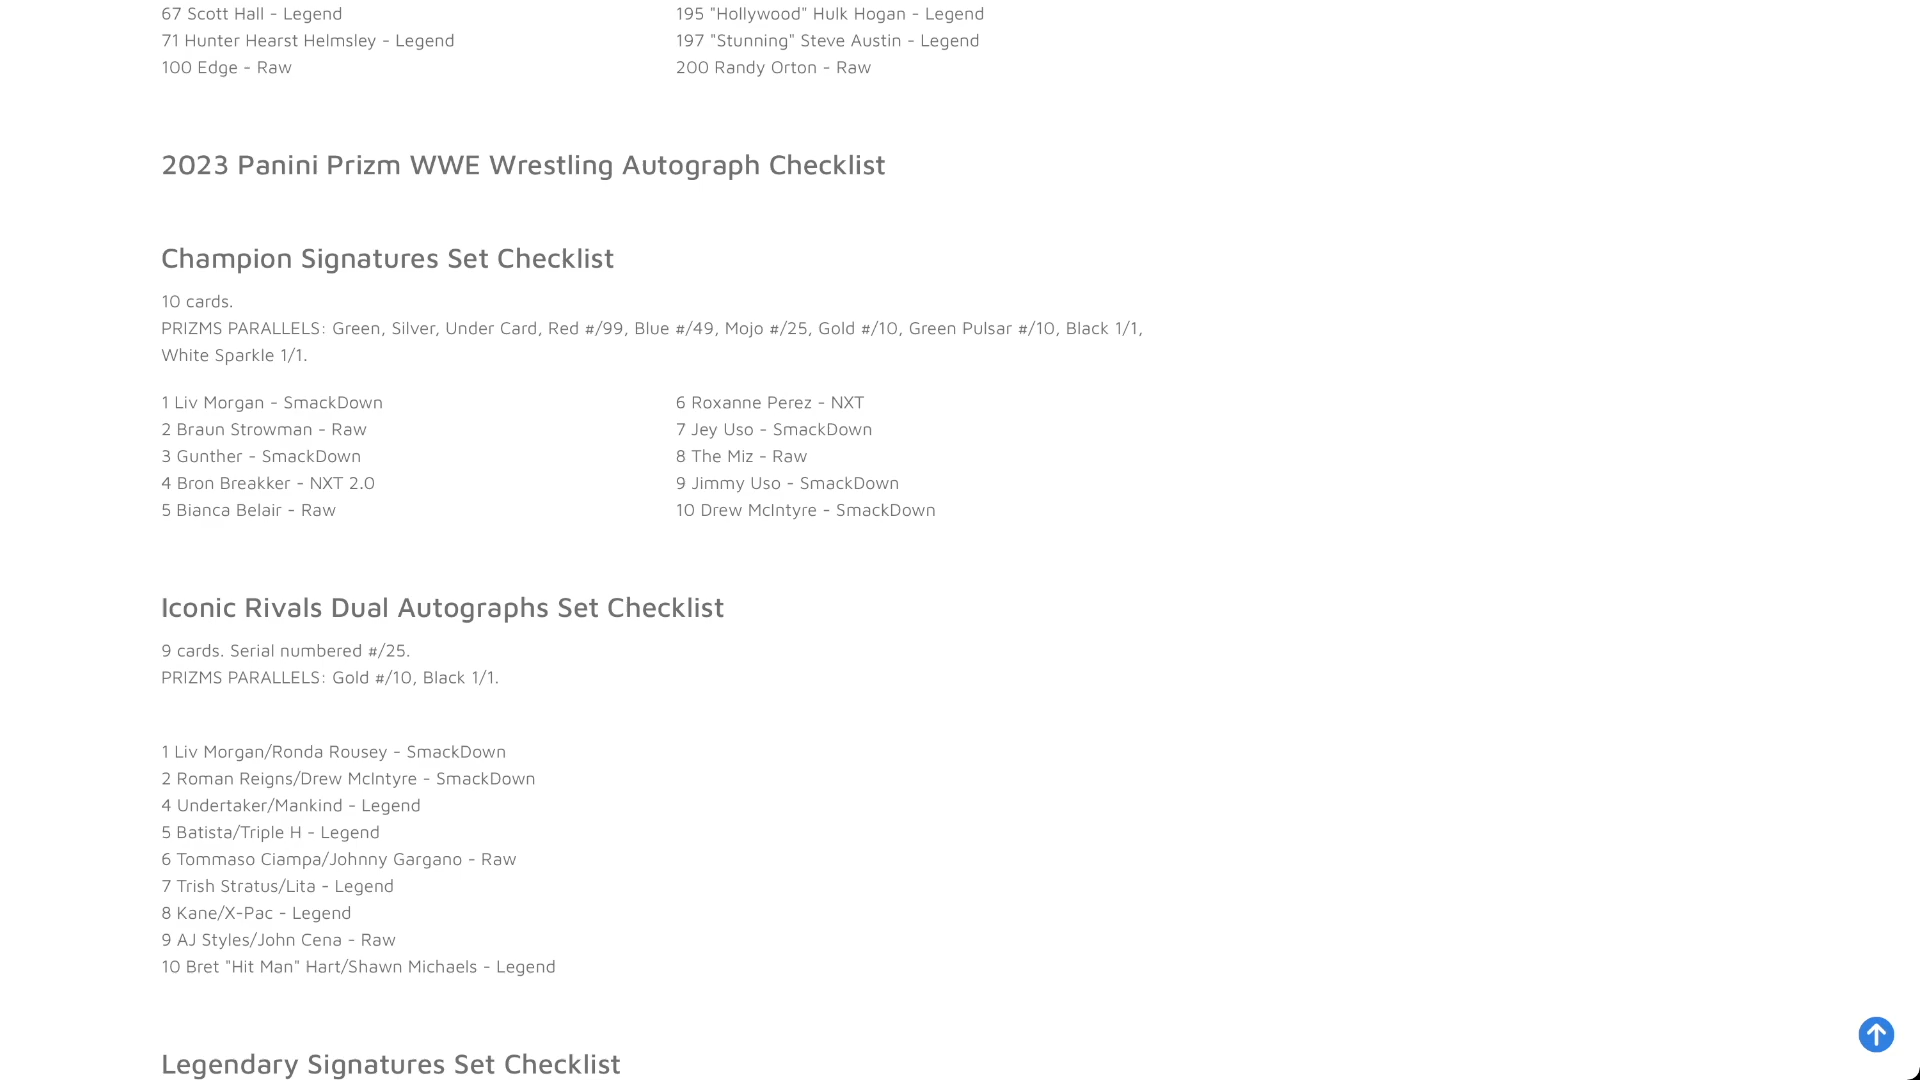 67 Scott Hall - Legend
71 Hunter Hearst Helmsley - Legend
100 Edge - Raw
195 "Hollywood" Hulk Hogan - Legend
197 "Stunning" Steve Austin - Legend
200 Randy Orton - Raw
2023 Panini Prizm WWE Wrestling Autograph Checklist
Champion Signatures Set Checklist
10 cards.
PRIZMS PARALLELS: Green, Silver, Under Card, Red #/99, Blue #/49, Mojo #/25, Gold #/10, Green Pulsar #/10, Black 1/1,
White Sparkle 1/1.
1 Liv Morgan - SmackDown
2 Braun Strowman - Raw
3 Gunther - SmackDown
4 Bron Breakker - NXT 2.0
5 Bianca Belair - Raw
6 Roxanne Perez - NXT
7 Jey Uso - SmackDown
8 The Miz - Raw
9 Jimmy Uso - SmackDown
10 Drew McIntyre - SmackDown
Iconic Rivals Dual Autographs Set Checklist
9 cards. Serial numbered #/25.
PRIZMS PARALLELS: Gold #/10, Black 1/1.
1 Liv Morgan/Ronda Rousey - SmackDown
2 Roman Reigns/Drew McIntyre - SmackDown
4 Undertaker/Mankind - Legend
5 Batista/Triple H - Legend
6 Tommaso Ciampa/Johnny Gargano - Raw
7 Trish Stratus/Lita - Legend
8 Kane/X-Pac - Legend
9 AJ Styles/John Cena - Raw
10 Bret "Hit Man" Hart/Shawn Michaels - Legend
Legendary Signatures Set Checklist